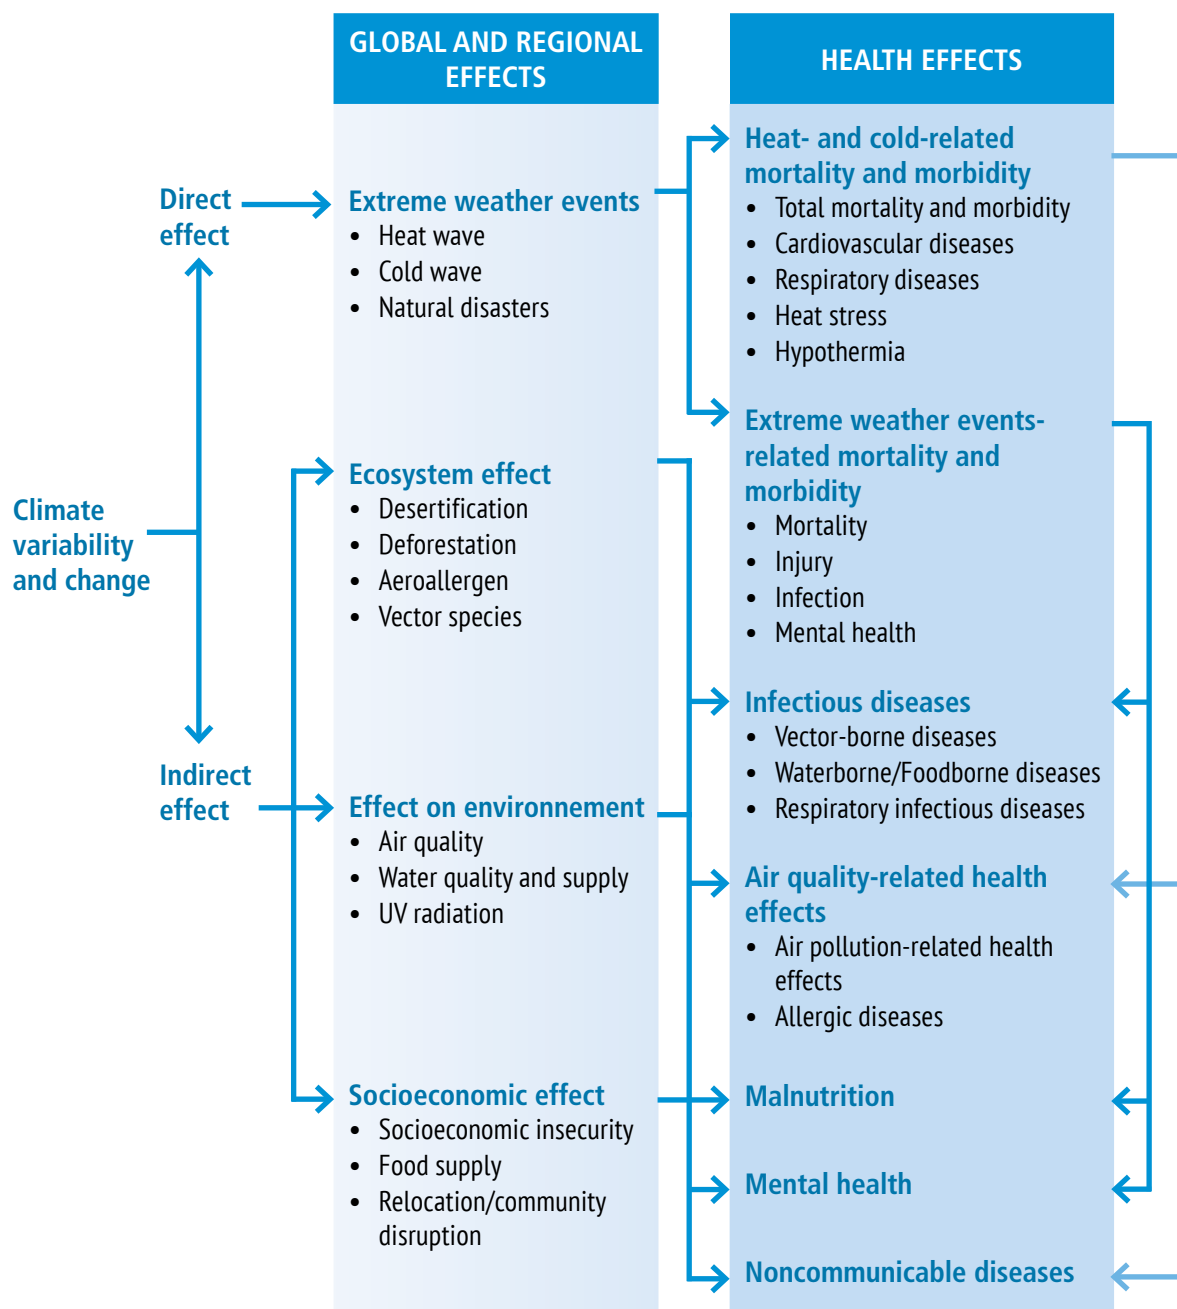 GLOBAL AND REGIONAL
EFFECTS
HEALTH EFFECTS
Climate
variability
and change
Direct
effect
Indirect
effect
Extreme weather events
• Heat wave
• Cold wave
• Natural disasters
Ecosystem effect
• Desertification
• Deforestation
• Aeroallergen
• Vector species
Effect on environnement
• Air quality
• Water quality and supply
• UV radiation
Socioeconomic effect
• Socioeconomic insecurity
• Food supply
• Relocation/community
disruption
Heat- and cold-related
mortality and morbidity
• Total mortality and morbidity
• Cardiovascular diseases
• Respiratory diseases
• Heat stress
• Hypothermia
Extreme weather events-
related mortality and
morbidity
• Mortality
• Injury
• Infection
• Mental health
Infectious diseases
• Vector-borne diseases
• Waterborne/Foodborne diseases
• Respiratory infectious diseases
Air quality-related health
effects
• Air pollution-related health
effects
• Allergic diseases
Malnutrition
Mental health
Noncommunicable diseases